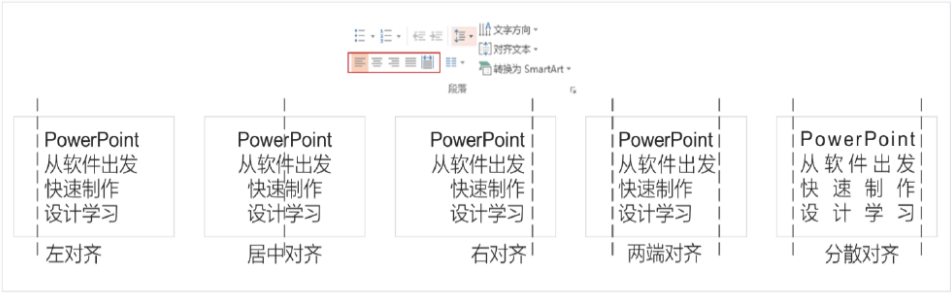 文字方向
对齐文本
转换为 SmartArt
段落
PowerPoint
从软件出发
快速制作
设计学习
左对齐
PowerPoint
从软件出发
快速制作
设计学习
居中对齐
PowerPoint
从软件出发
快速制作
设计学习
右对齐
PowerPoint
从软件出发
快速制作
设计学习
两端对齐
PowerPoint
从软件出发
快速制作
设计学习
分散对齐